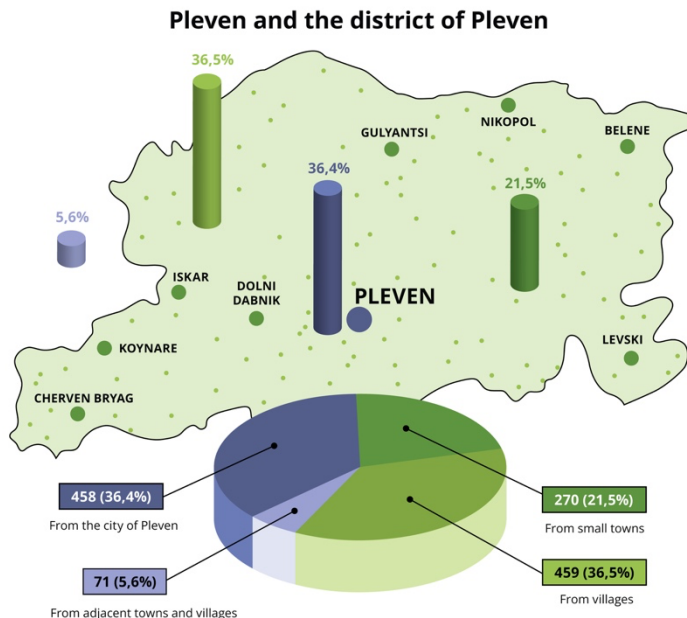 Pleven and the district of Pleven
36,5%
NIKOPOL
GULYANTSI
BELENE
36,4%
21,5%
5,6%
ISKAR
DOLNI
DABNIK
PLEVEN
KOYNARE
LEVSKI
CHERVEN BRYAG
458 (36,4%)
From the city of Pleven
270 (21,5%)
From small towns
71 (5,6%)
From adjacent towns and villages
459 (36,5%)
From villages